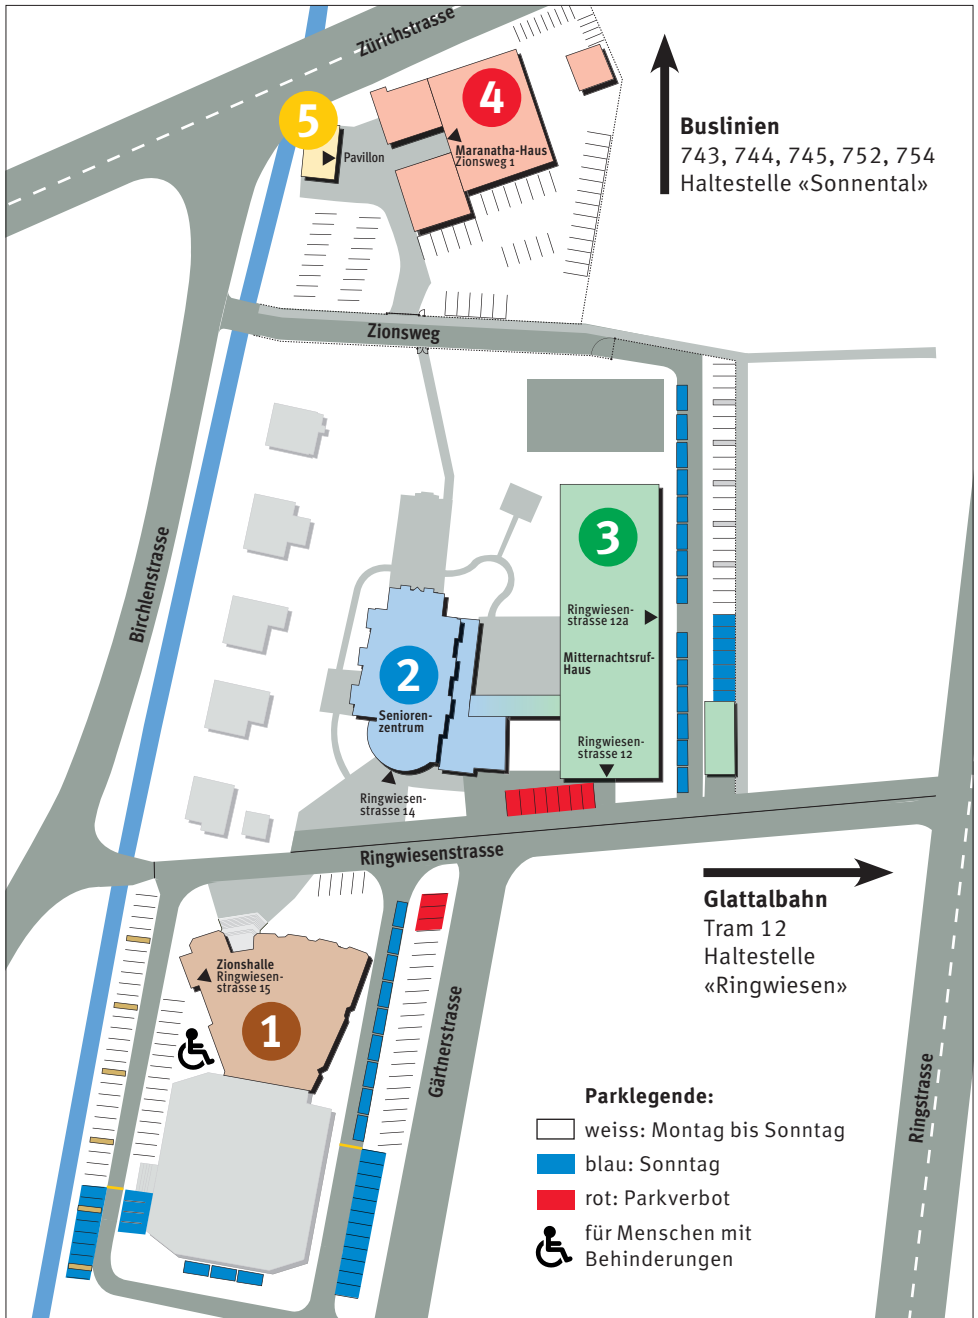 Zürichstrasse
4
5
Pavillon
Maranatha-Haus
Zionsweg 1
Buslinien
743, 744, 745, 752, 754
Haltestelle «Sonnental»
Zionsweg
Birchlenstrasse
3
Ringwiesen-
strasse 12a
Mitternachtsruf-
Haus
2
Senioren-
zentrum
Ringwiesen-
strasse 12
Ringwiesen-
strasse 14
Ringwiesenstrasse
Glattalbahn
Tram 12
Haltestelle
«Ringwiesen»
Zionshalle
Ringwiesen-
strasse 15
1
Gärtnerstrasse
Ringstrasse
Parklegende:
weiss: Montag bis Sonntag
blau: Sonntag
rot: Parkverbot
für Menschen mit
Behinderungen